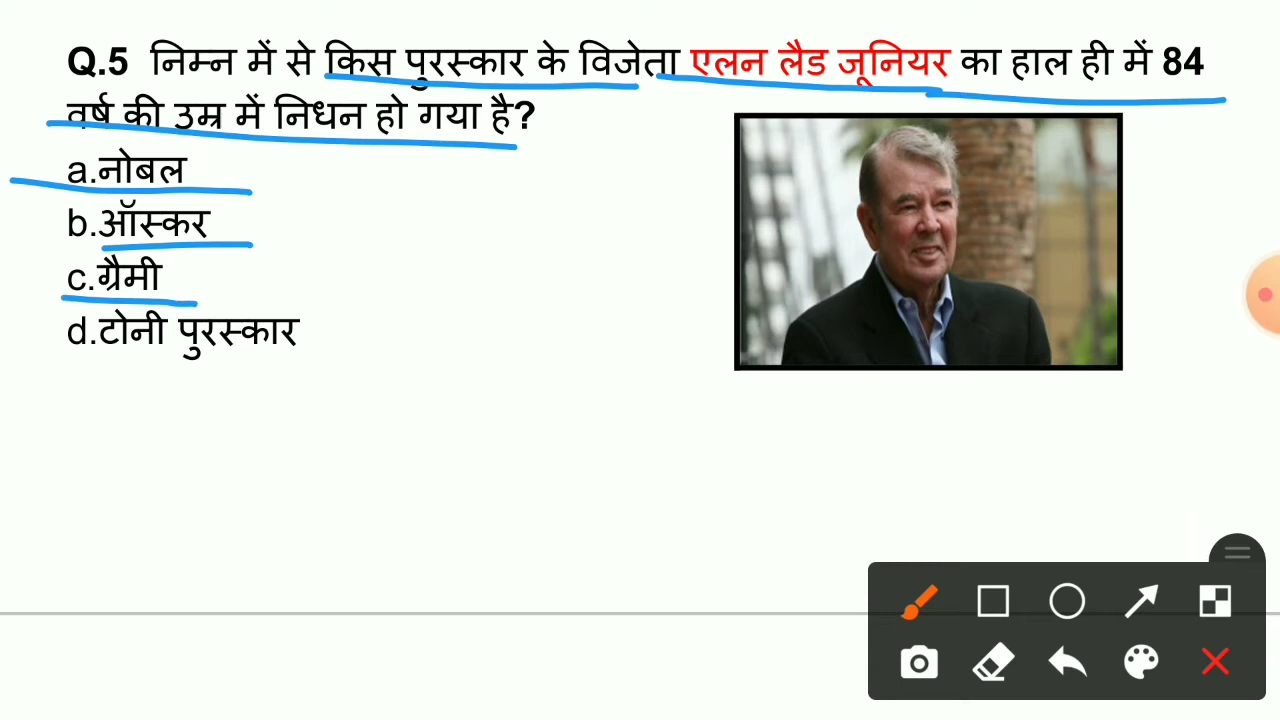 Q.5 निम्न में से किस पुरस्कार के विजेता एलन लैड जूनियर का हाल ही में 84
वर्ष की उम्र में निधन हो गया है?
a.नोबल
b.ऑस्कर
c.ग्रैमी
d.टोनी पुरस्कार